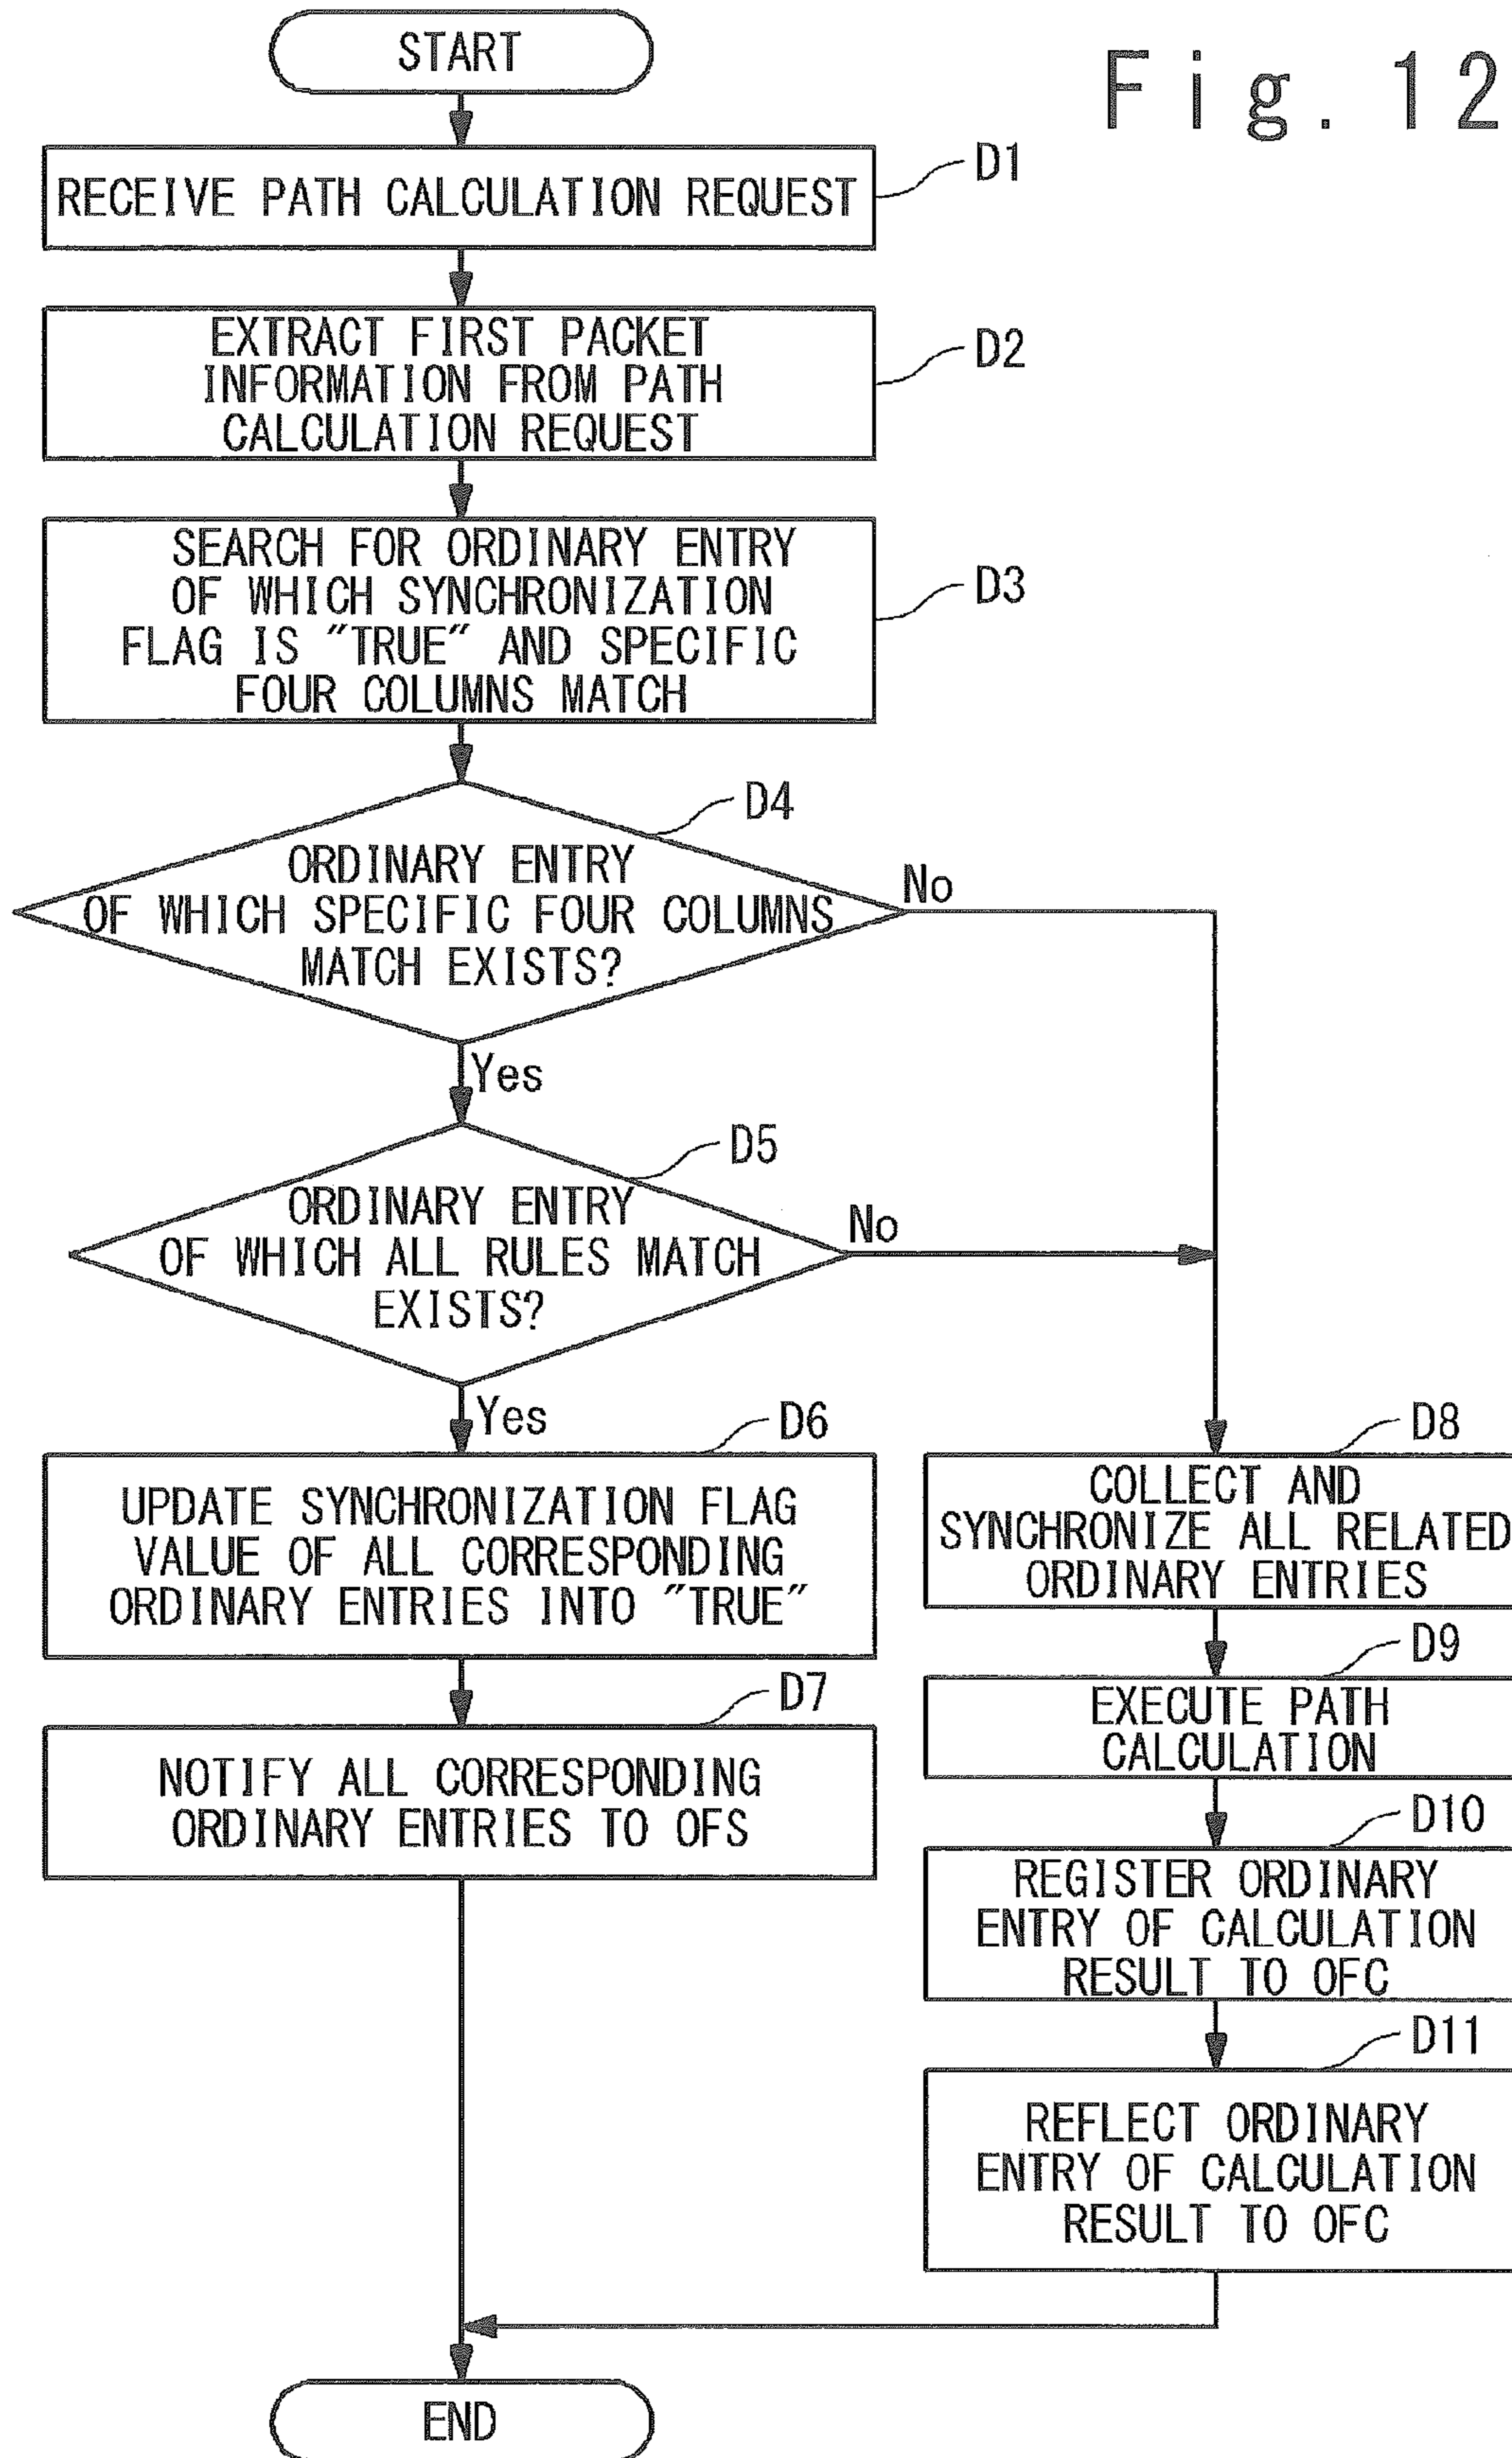 Fig. 12
START
RECEIVE PATH CALCULATION REQUEST
D1
EXTRACT FIRST PACKET
INFORMATION FROM PATH
CALCULATION REQUEST
D2
SEARCH FOR ORDINARY ENTRY
OF WHICH SYNCHRONIZATION
FLAG IS "TRUE" AND SPECIFIC
FOUR COLUMNS MATCH
D3
D4
ORDINARY ENTRY
OF WHICH SPECIFIC FOUR COLUMNS
MATCH EXISTS?
No
Yes
D5
ORDINARY ENTRY
OF WHICH ALL RULES MATCH
EXISTS?
No
Yes
D6
UPDATE SYNCHRONIZATION FLAG
VALUE OF ALL CORRESPONDING
ORDINARY ENTRIES INTO "TRUE"
D7
NOTIFY ALL CORRESPONDING
ORDINARY ENTRIES TO OFS
D8
COLLECT AND
SYNCHRONIZE ALL RELATED
ORDINARY ENTRIES
D9
EXECUTE PATH
CALCULATION
D10
REGISTER ORDINARY
ENTRY OF CALCULATION
RESULT TO OFC
D11
REFLECT ORDINARY
ENTRY OF CALCULATION
RESULT TO OFC
END